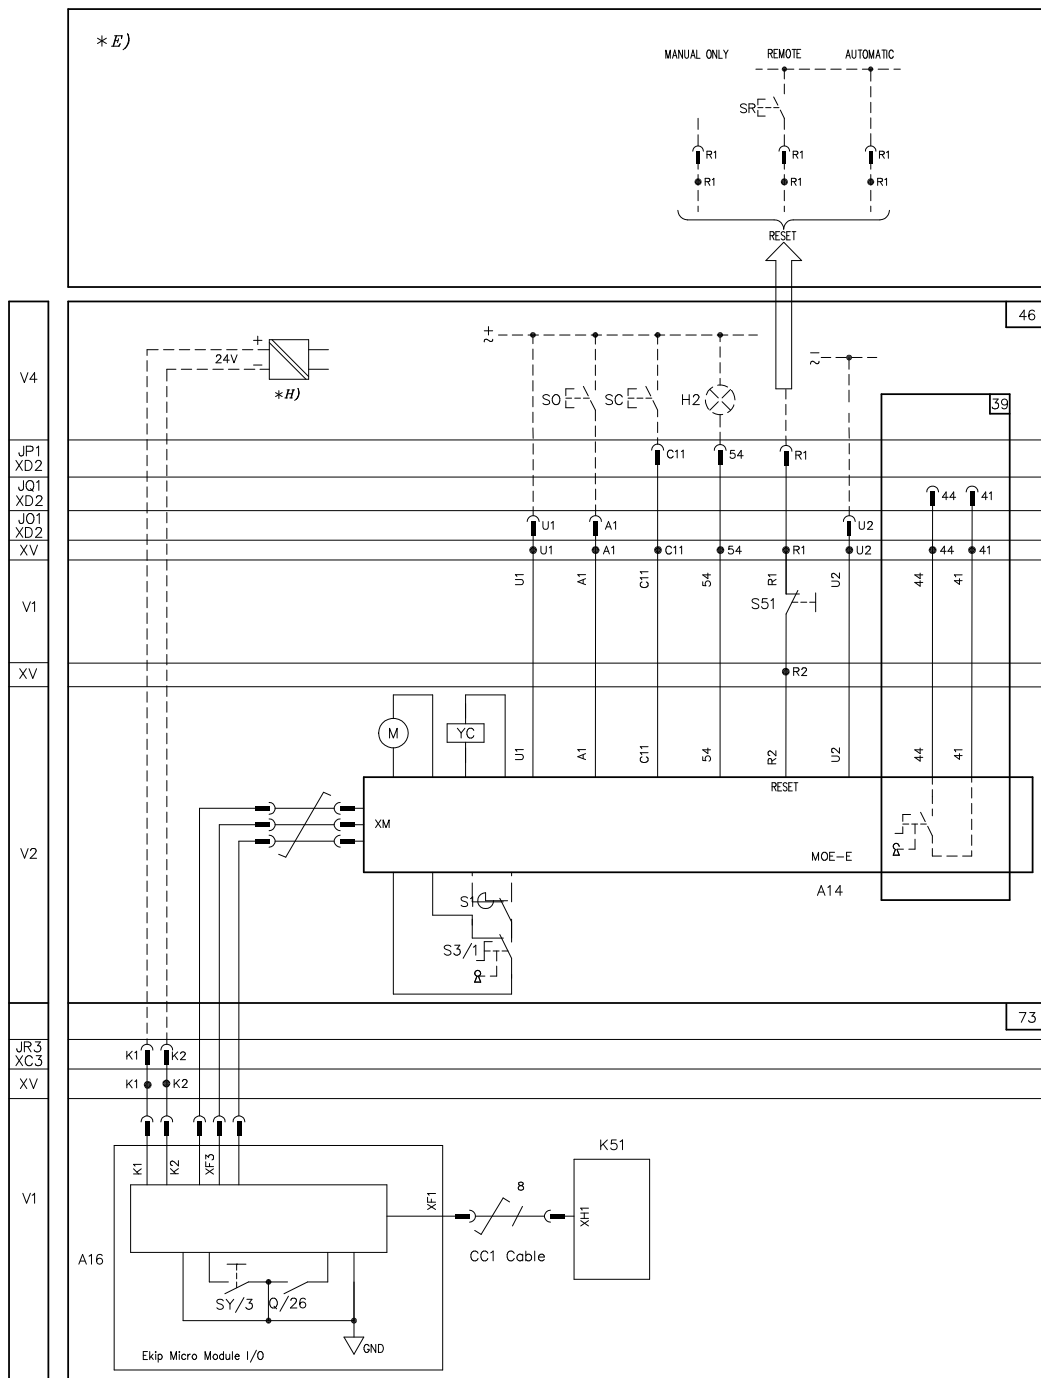 *E)
MANUAL ONLY REMOTE AUTOMATIC
SR
R1 R1 R1
R1 R1 R1
RESET
46
+
~
+
24V
–
*H)
–
~
V4
SO SC H2
39
JP1
XD2
C11 54 R1
JQ1
XD2
44 41
JO1
XD2
U1 A1 U2
XV
U1 A1 C11 54 R1 U2 44 41
U1 A1 C11 54 R1 U2 44 41
V1
S51
XV
R2
M YC
U1 A1 C11 54 R2 U2 44 41
RESET
XM
V2
MOE-E
A14
S1
S3/1
73
JR3
XC3
K1 K2
XV
K1 K2
K1 K2 XF3
K51
V1
XF1
8
XH1
CC1 Cable
A16
SY/3 Q/26
GND
Ekip Micro Module I/O